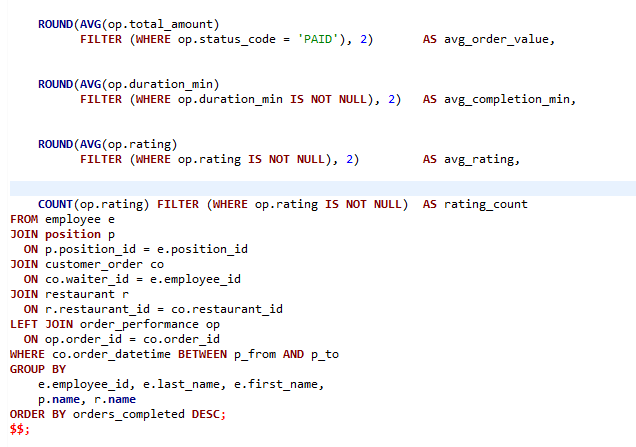 ROUND(AVG(op.total_amount)
FILTER (WHERE op.status_code = 'PAID'), 2) AS avg_order_value,
ROUND(AVG(op.duration_min)
FILTER (WHERE op.duration_min IS NOT NULL), 2) AS avg_completion_min,
ROUND(AVG(op.rating)
FILTER (WHERE op.rating IS NOT NULL), 2) AS avg_rating,
COUNT(op.rating) FILTER (WHERE op.rating IS NOT NULL) AS rating_count
FROM employee e
JOIN position p
ON p.position_id = e.position_id
JOIN customer_order co
ON co.waiter_id = e.employee_id
JOIN restaurant r
ON r.restaurant_id = co.restaurant_id
LEFT JOIN order_performance op
ON op.order_id = co.order_id
WHERE co.order_datetime BETWEEN p_from AND p_to
GROUP BY
e.employee_id, e.last_name, e.first_name,
p.name, r.name
ORDER BY orders_completed DESC;
$$;